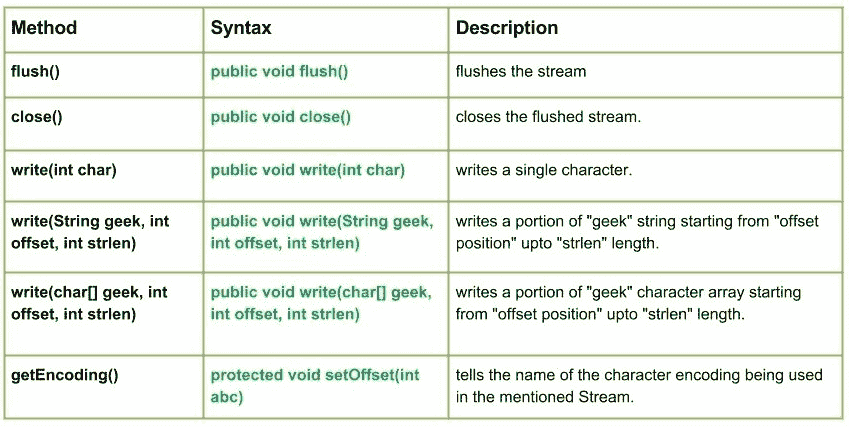 Method Syntax Description
flush() public void flush() flushes the stream
close() public void close() closes the flushed stream.
write(int char) public void write(int char) writes a single character.
write(String geek, int public void write(String geek, writes a portion of "geek" string starting from "offset
offset, int strlen) int offset, int strlen) position" upto "strlen" length.
write(char[] geek, int public void write(char[] geek, writes a portion of "geek" character array starting
offset, int strlen) int offset, int strlen) from "offset position" upto "strlen" length.
getEncoding() protected void setOffset(int tells the name of the character encoding being used
abc) in the mentioned Stream.